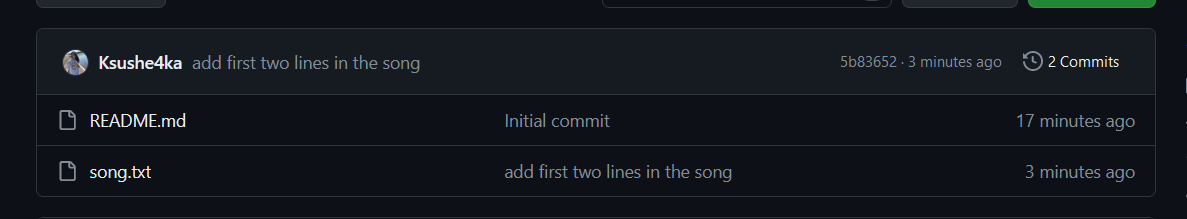 Ksushe4ka add first two lines in the song 5b83652 · 3 minutes ago 2 Commits
README.md Initial commit 17 minutes ago
song.txt add first two lines in the song 3 minutes ago